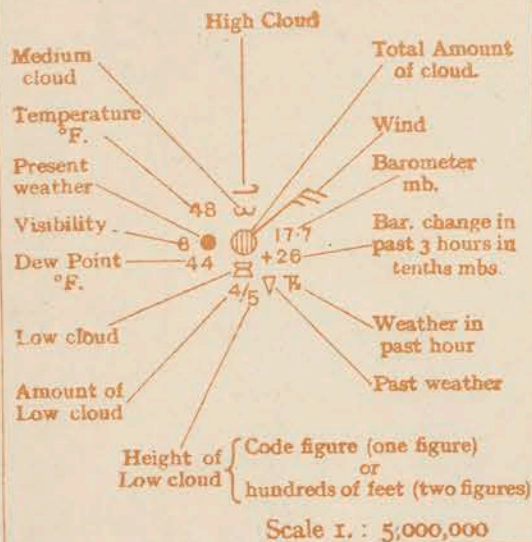 High Cloud
Medium
cloud
Total Amount
of cloud.
Temperature
°F.
Wind
Present
weather
Barometer
mb.
48
Visibility
8
17.7
Bar. change in
past 3 hours in
tenths mbs.
Dew Point
°F.
44
+26
4/5
Low cloud
Weather in
past hour
Amount of
Low cloud
Past weather
Height of
Low cloud
Code figure (one figure)
or
hundreds of feet (two figures)
Scale 1. : 5,000,000